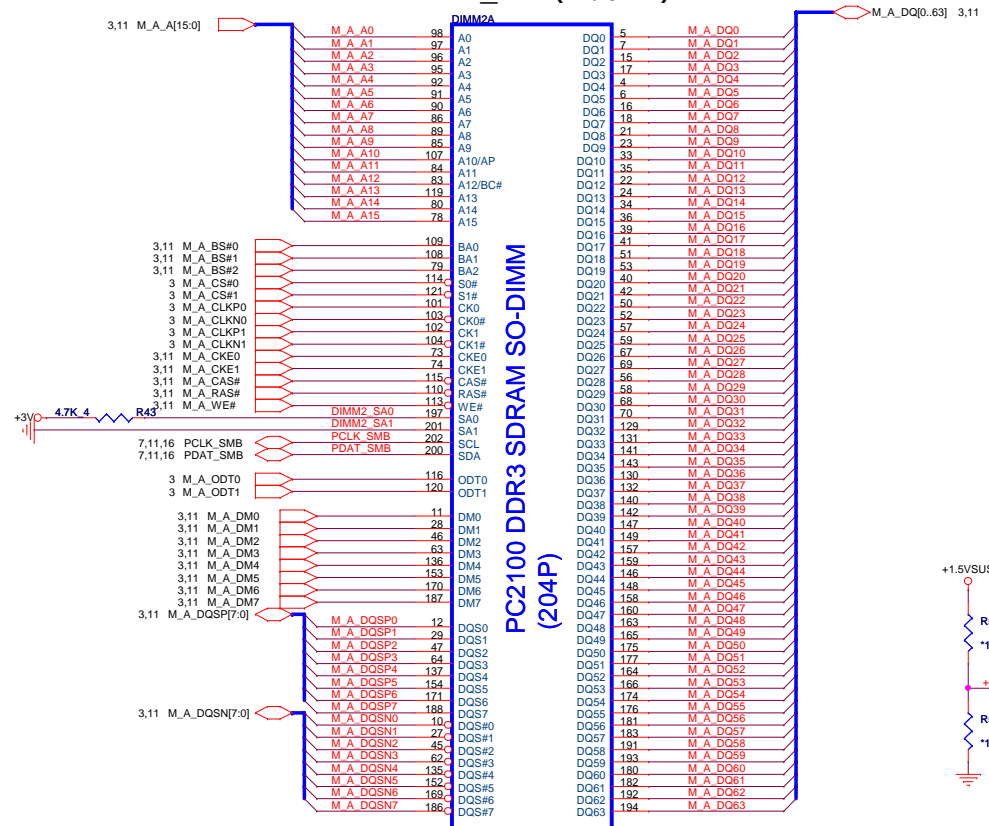 DIMM2A
3,11 M_A_A[15:0]
M_A_DQ[0..63] 3,11
M_A_A0 98 A0 DQ0 5 M_A_DQ0
M_A_A1 97 A1 DQ1 7 M_A_DQ1
M_A_A2 96 A2 DQ2 15 M_A_DQ2
M_A_A3 95 A3 DQ3 17 M_A_DQ3
M_A_A4 92 A4 DQ4 4 M_A_DQ4
M_A_A5 91 A5 DQ5 6 M_A_DQ5
M_A_A6 90 A6 DQ6 16 M_A_DQ6
M_A_A7 86 A7 DQ7 18 M_A_DQ7
M_A_A8 89 A8 DQ8 21 M_A_DQ8
M_A_A9 85 A9 DQ9 23 M_A_DQ9
M_A_A10 107 A10/AP DQ10 33 M_A_DQ10
M_A_A11 84 A11 DQ11 35 M_A_DQ11
M_A_A12 83 A12/BC# DQ12 22 M_A_DQ12
M_A_A13 119 A13 DQ13 24 M_A_DQ13
M_A_A14 80 A14 DQ14 34 M_A_DQ14
M_A_A15 78 A15 DQ15 36 M_A_DQ15
DQ16 39 M_A_DQ16
3,11 M_A_BS#0 109 BA0 DQ17 41 M_A_DQ17
3,11 M_A_BS#1 108 BA1 DQ18 51 M_A_DQ18
3,11 M_A_BS#2 79 BA2 DQ19 53 M_A_DQ19
3 M_A_CS#0 114 S0# DQ20 40 M_A_DQ20
3 M_A_CS#1 121 S1# DQ21 42 M_A_DQ21
3 M_A_CLKP0 101 CK0 DQ22 50 M_A_DQ22
3 M_A_CLKN0 103 CK0# DQ23 52 M_A_DQ23
3 M_A_CLKP1 102 CK1 DQ24 57 M_A_DQ24
3 M_A_CLKN1 104 CK1# DQ25 59 M_A_DQ25
3,11 M_A_CKE0 73 CKE0 DQ26 67 M_A_DQ26
3,11 M_A_CKE1 74 CKE1 DQ27 69 M_A_DQ27
3,11 M_A_CAS# 115 CAS# DQ28 56 M_A_DQ28
3,11 M_A_RAS# 110 RAS# DQ29 58 M_A_DQ29
3,11 M_A_WE# 113 WE# DQ30 68 M_A_DQ30
+3V 4.7K_4 R43 DIMM2_SA0 197 SA0 DQ31 70 M_A_DQ31
DIMM2_SA1 201 SA1 DQ32 129 M_A_DQ32
7,11,16 PCLK_SMB PCLK_SMB 202 SCL DQ33 131 M_A_DQ33
7,11,16 PDAT_SMB PDAT_SMB 200 SDA DQ34 141 M_A_DQ34
DQ35 143 M_A_DQ35
3 M_A_ODT0 116 ODT0 DQ36 130 M_A_DQ36
3 M_A_ODT1 120 ODT1 DQ37 132 M_A_DQ37
DQ38 140 M_A_DQ38
3,11 M_A_DM0 11 DM0 DQ39 142 M_A_DQ39
3,11 M_A_DM1 28 DM1 DQ40 147 M_A_DQ40
3,11 M_A_DM2 46 DM2 DQ41 149 M_A_DQ41
3,11 M_A_DM3 63 DM3 DQ42 157 M_A_DQ42
3,11 M_A_DM4 136 DM4 DQ43 159 M_A_DQ43
3,11 M_A_DM5 153 DM5 DQ44 146 M_A_DQ44
3,11 M_A_DM6 170 DM6 DQ45 148 M_A_DQ45
3,11 M_A_DM7 187 DM7 DQ46 158 M_A_DQ46
3,11 M_A_DQSP[7:0] DQ47 160 M_A_DQ47
M_A_DQSP0 12 DQS0 DQ48 163 M_A_DQ48
M_A_DQSP1 29 DQS1 DQ49 165 M_A_DQ49
M_A_DQSP2 47 DQS2 DQ50 175 M_A_DQ50
M_A_DQSP3 64 DQS3 DQ51 177 M_A_DQ51
M_A_DQSP4 137 DQS4 DQ52 164 M_A_DQ52
M_A_DQSP5 154 DQS5 DQ53 166 M_A_DQ53
M_A_DQSP6 171 DQS6 DQ54 174 M_A_DQ54
M_A_DQSP7 188 DQS7 DQ55 176 M_A_DQ55
3,11 M_A_DQSN[7:0] M_A_DQSN0 10 DQS#0 DQ56 181 M_A_DQ56
M_A_DQSN1 27 DQS#1 DQ57 183 M_A_DQ57
M_A_DQSN2 45 DQS#2 DQ58 191 M_A_DQ58
M_A_DQSN3 62 DQS#3 DQ59 193 M_A_DQ59
M_A_DQSN4 135 DQS#4 DQ60 180 M_A_DQ60
M_A_DQSN5 152 DQS#5 DQ61 182 M_A_DQ61
M_A_DQSN6 169 DQS#6 DQ62 192 M_A_DQ62
M_A_DQSN7 186 DQS#7 DQ63 194 M_A_DQ63
PC2100 DDR3 SDRAM SO-DIMM
(204P)
+1.5VSUS